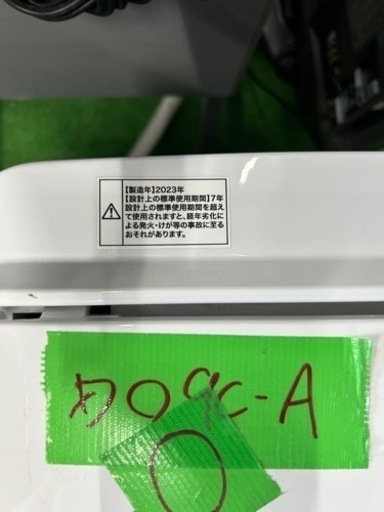 【製造年】2023年
【設計上の標準使用期間】7年
設計上の標準使用期間を超え
て使用されますと、経年劣化に
よる発火・けが等の事故に至る
おそれがあります。